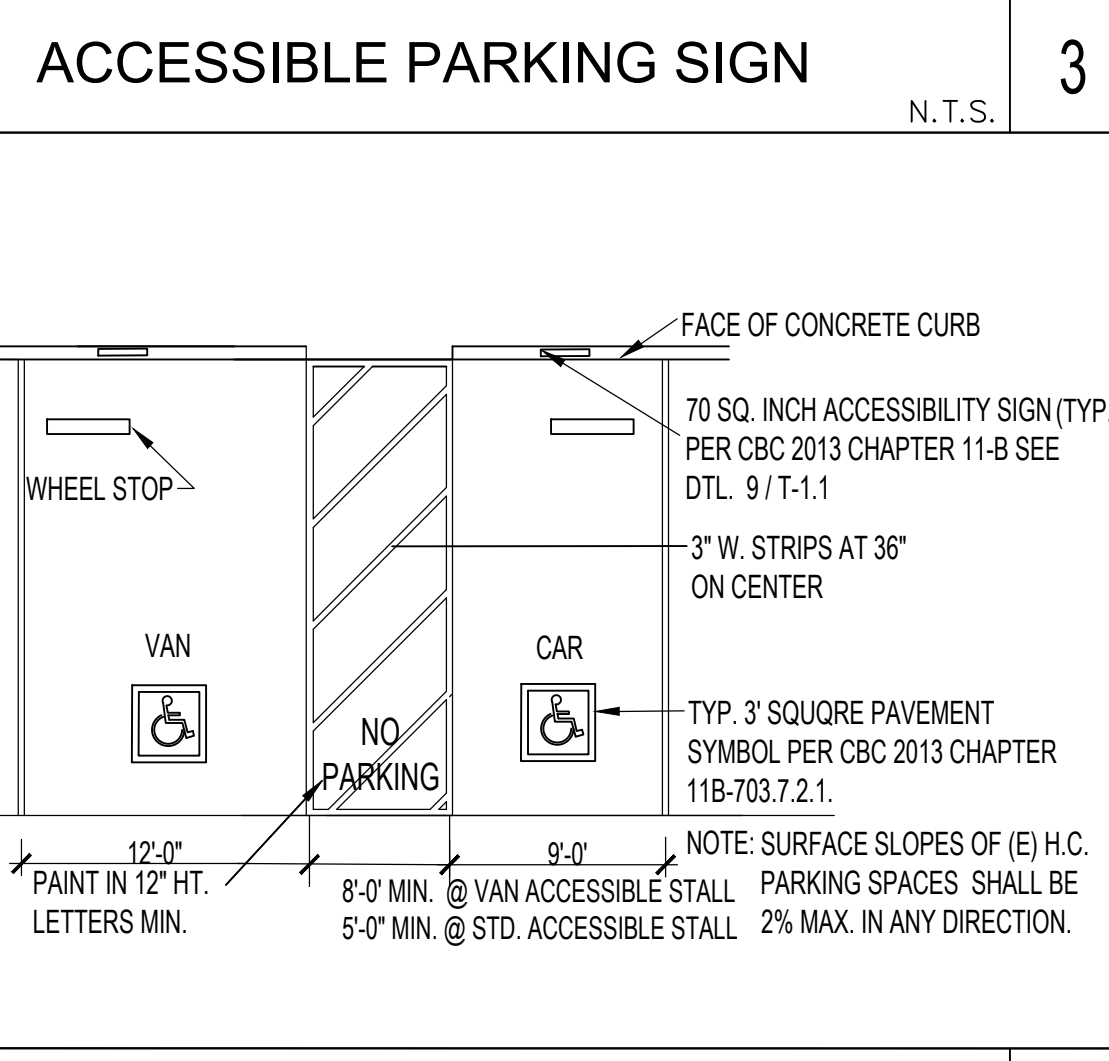 ACCESSIBLE PARKING SIGN
N.T.S.
3
FACE OF CONCRETE CURB
70 SQ. INCH ACCESSIBILITY SIGN (TYP.
PER CBC 2013 CHAPTER 11-B SEE
DTL. 9 / T-1.1
WHEEL STOP
3" W. STRIPS AT 36"
ON CENTER
VAN
CAR
NO
PARKING
TYP. 3' SQUQRE PAVEMENT
SYMBOL PER CBC 2013 CHAPTER
11B-703.7.2.1.
12'-0"
9'-0'
PAINT IN 12" HT.
LETTERS MIN.
8'-0' MIN. @ VAN ACCESSIBLE STALL
5'-0" MIN. @ STD. ACCESSIBLE STALL
NOTE: SURFACE SLOPES OF (E) H.C.
PARKING SPACES SHALL BE
2% MAX. IN ANY DIRECTION.